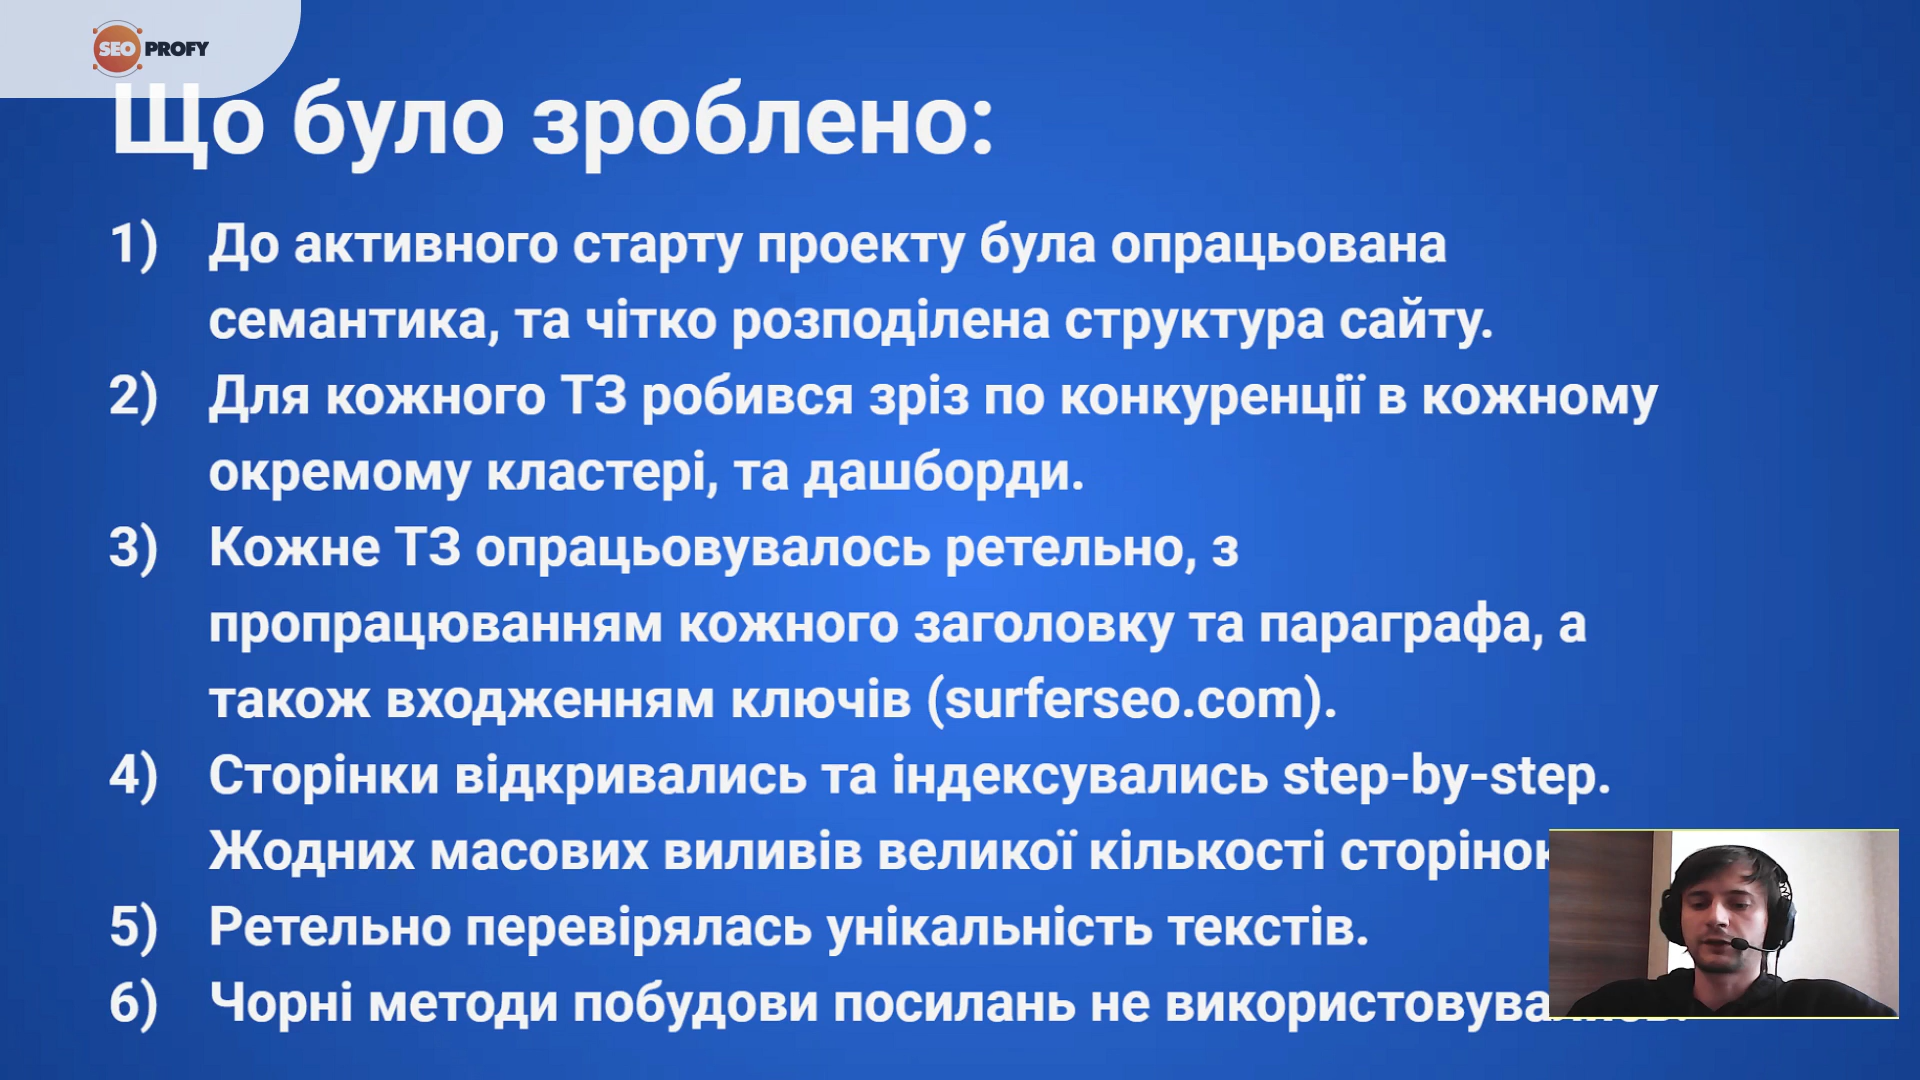 SEO PROFY
Що було зроблено:
1) До активного старту проекту була опрацьована
семантика, та чітко розподілена структура сайту.
2) Для кожного ТЗ робився зріз по конкуренції в кожному
окремому кластері, та дашборди.
3) Кожне ТЗ опрацьовувалось ретельно, з
пропрацюванням кожного заголовку та параграфа, а
також входженням ключів (surferseo.com).
4) Сторінки відкривались та індексувались step-by-step.
Жодних масових виливів великої кількості сторінок
5) Ретельно перевірялась унікальність текстів.
6) Чорні методи побудови посилань не